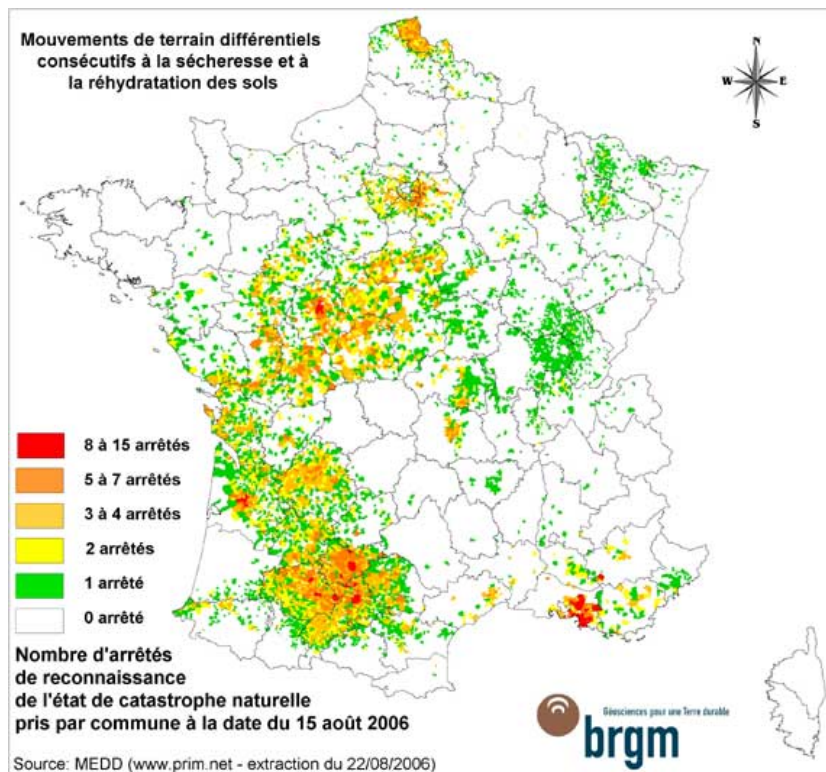 Mouvements de terrain différentiels
consécutifs à la sécheresse et à
la réhydratation des sols
N
W
E
S
8 à 15 arrêtés
5 à 7 arrêtés
3 à 4 arrêtés
2 arrêtés
1 arrêté
0 arrêté
Nombre d'arrêtés
de reconnaissance
de l'état de catastrophe naturelle
pris par commune à la date du 15 août 2006
Géosciences pour une Terre durable
brgm
Source: MEDD (www.prim.net - extraction du 22/08/2006)